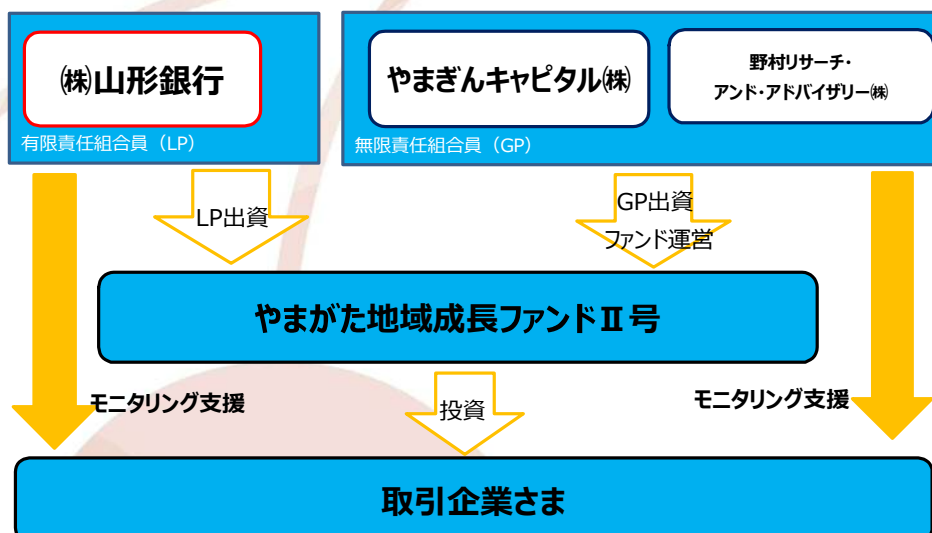 ㈱山形銀行
有限責任組合員（LP）
やまぎんキャピタル㈱
野村リサーチ・
アンド・アドバイザリー㈱
無限責任組合員（GP）
LP出資
GP出資
ファンド運営
やまがた地域成長ファンドⅡ号
モニタリング支援
投資
モニタリング支援
取引企業さま